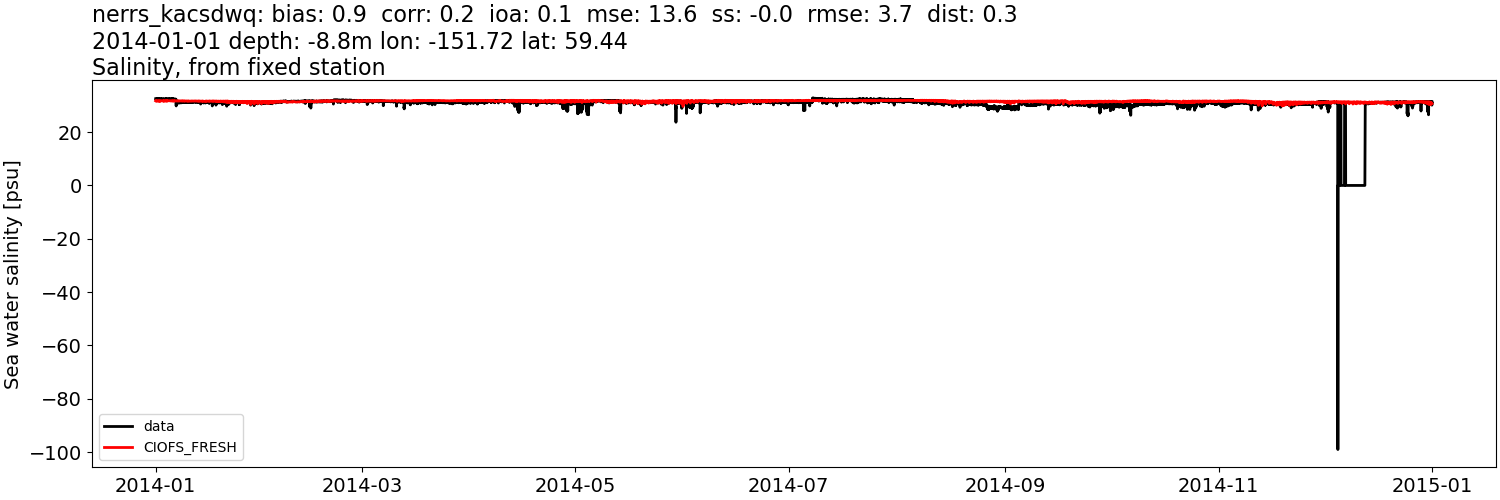 nerrs_kacsdwq: bias: 0.9  corr: 0.2  ioa: 0.1  mse: 13.6  ss: -0.0  rmse: 3.7  dist: 0.3
2014-01-01 depth: -8.8m lon: -151.72 lat: 59.44
Salinity, from fixed station
Sea water salinity [psu]
20
0
−20
−40
−60
−80
−100
data
CIOFS_FRESH
2014-01
2014-03
2014-05
2014-07
2014-09
2014-11
2015-01